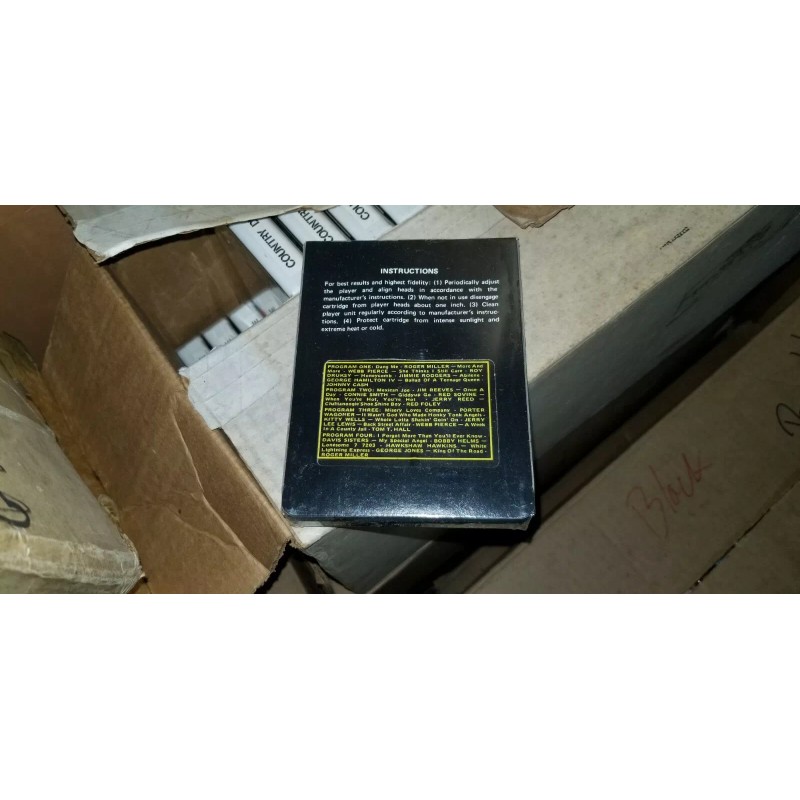 COUNTRY D
COUNTRY
COUN
CO
INSTRUCTIONS
For best results and highest fidelity: (1) Periodically adjust
the player and align heads in accordance with the
manufacturer's instructions. (2) When not in use disengage
cartridge from player heads about one inch. (3) Clean
player unit regularly according to manufacturer's instruc-
tions. (4) Protect cartridge from intense sunlight and
extreme heat or cold.
PROGRAM ONE: Dang Me - ROGER MILLER — More And
More - WEBB PIERCE — She Thinks I Still Care - ROY
DRUKSY — Honeycomb - JIMMIE RODGERS — Abilene -
GEORGE HAMILTON IV — Ballad Of A Teenage Queen
JOHNNY CASH
PROGRAM TWO: Mexican Joe - JIM REEVES — Once A
Day - CONNIE SMITH — Giddyup Go - RED SOVINE —
When You're Hot, You're Hot - JERRY REED —
Chattanoogie Shoe Shine Boy - RED FOLEY
PROGRAM THREE: Misery Loves Company - PORTER
WAGONER — It Wasn't God Who Made Honky Tonk Angels -
KITTY WELLS — Whole Lotta Shakin' Goin' On - JERRY
LEE LEWIS — Back Street Affair - WEBB PIERCE — A Week
In A County Jail - TOM T. HALL
PROGRAM FOUR: I Forgot More Than You'll Ever Know -
DAVIS SISTERS — My Special Angel - BOBBY HELMS —
Lonesome 7 7203 - HAWKSHAW HAWKINS — White
Lightning Express - GEORGE JONES — King Of The Road -
ROGER MILLER
Block